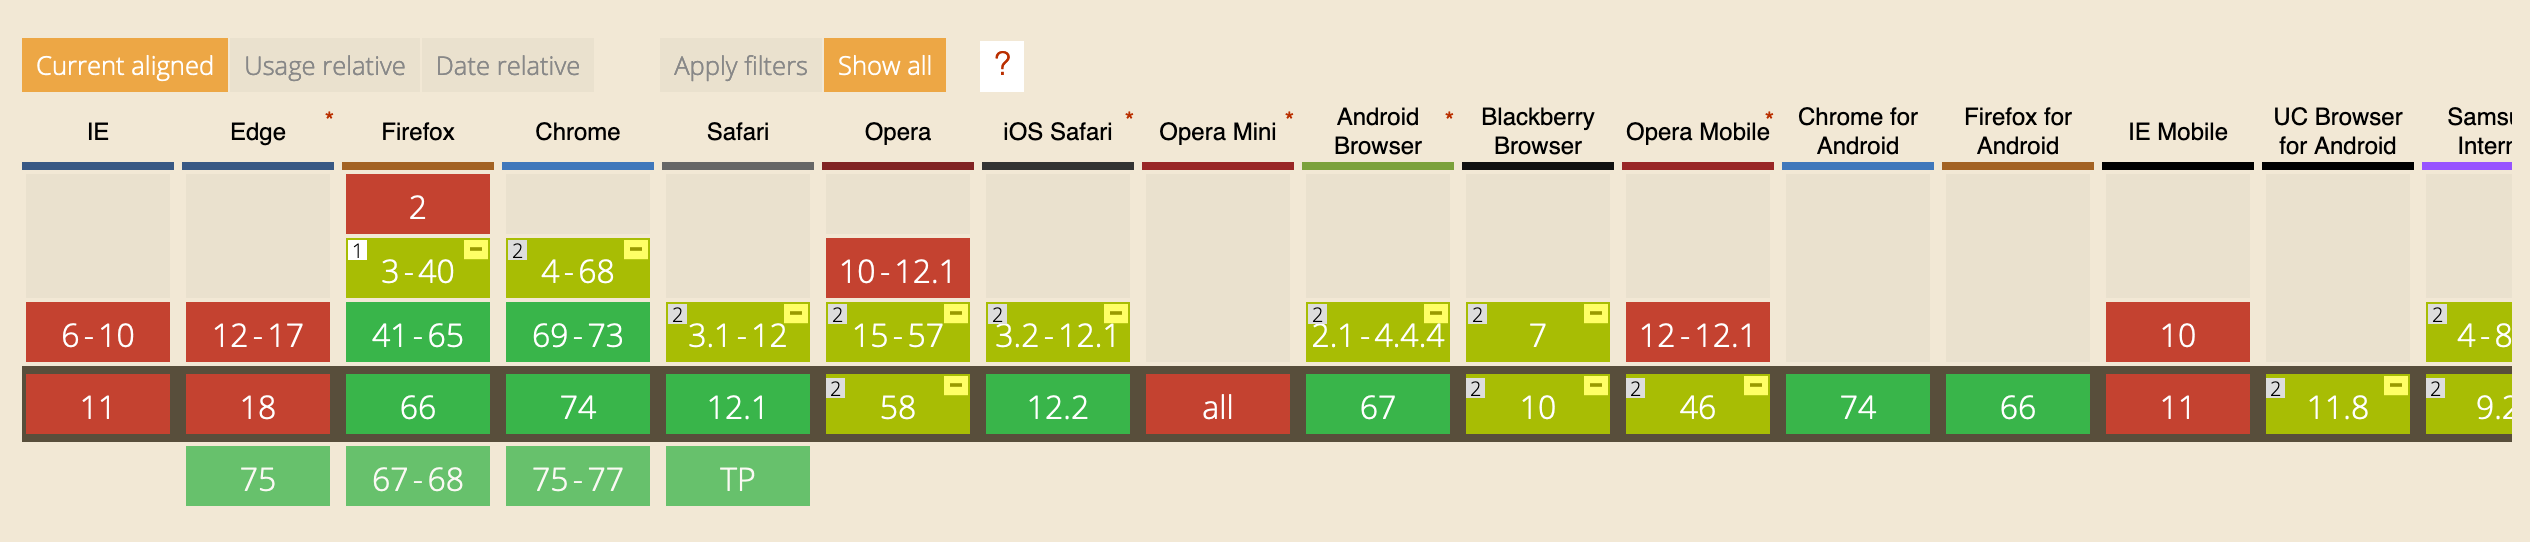 Current aligned Usage relative Date relative Apply filters Show all ?
IE Edge * Firefox Chrome Safari Opera iOS Safari * Opera Mini * Android Browser * Blackberry Browser Opera Mobile * Chrome for Android Firefox for Android IE Mobile UC Browser for Android Samsu Interr
2
1 3-40 2 4-68 10-12.1
6-10 12-17 41-65 69-73 2 3.1-12 2 15-57 2 3.2-12.1 2 2.1-4.4.4 2 7 12-12.1 10 2 4-8
11 18 66 74 12.1 2 58 12.2 all 67 2 10 2 46 74 66 11 2 11.8 2 9.2
75 67-68 75-77 TP